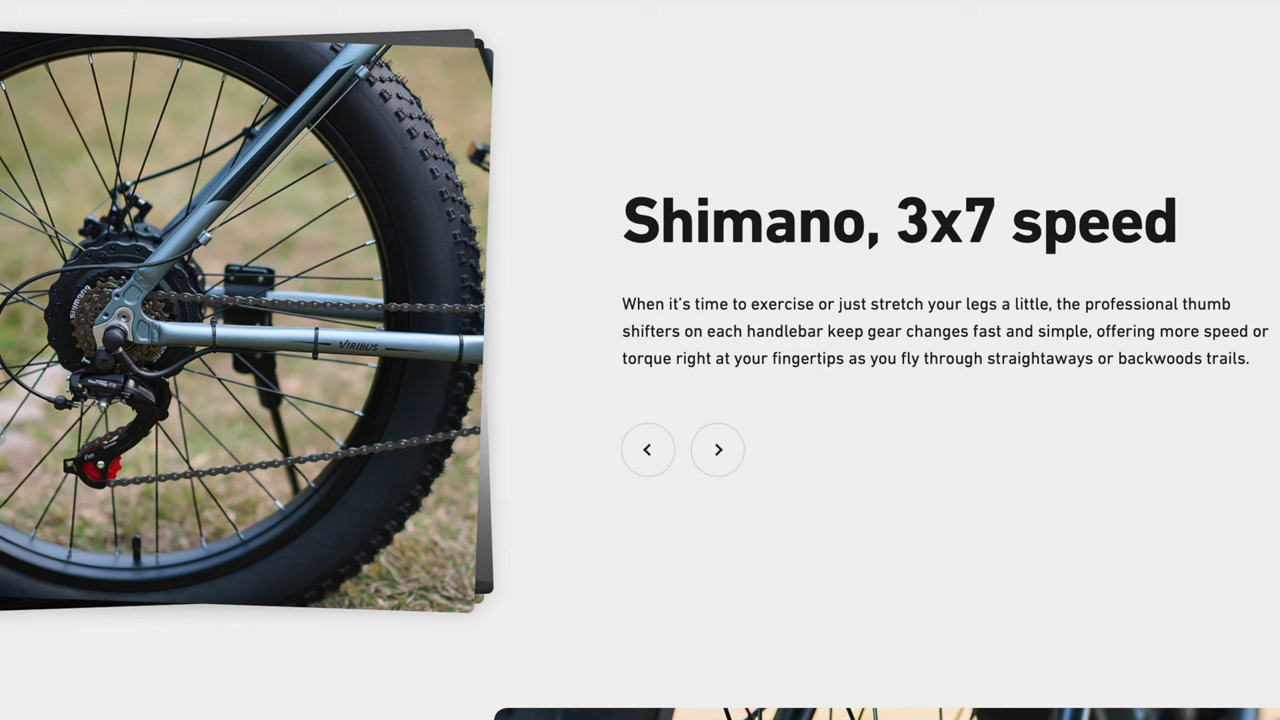 Shimano, 3x7 speed
When it's time to exercise or just stretch your legs a little, the professional thumb
shifters on each handlebar keep gear changes fast and simple, offering more speed or
torque right at your fingertips as you fly through straightaways or backwoods trails.
SHIMANO
VIRIBUS